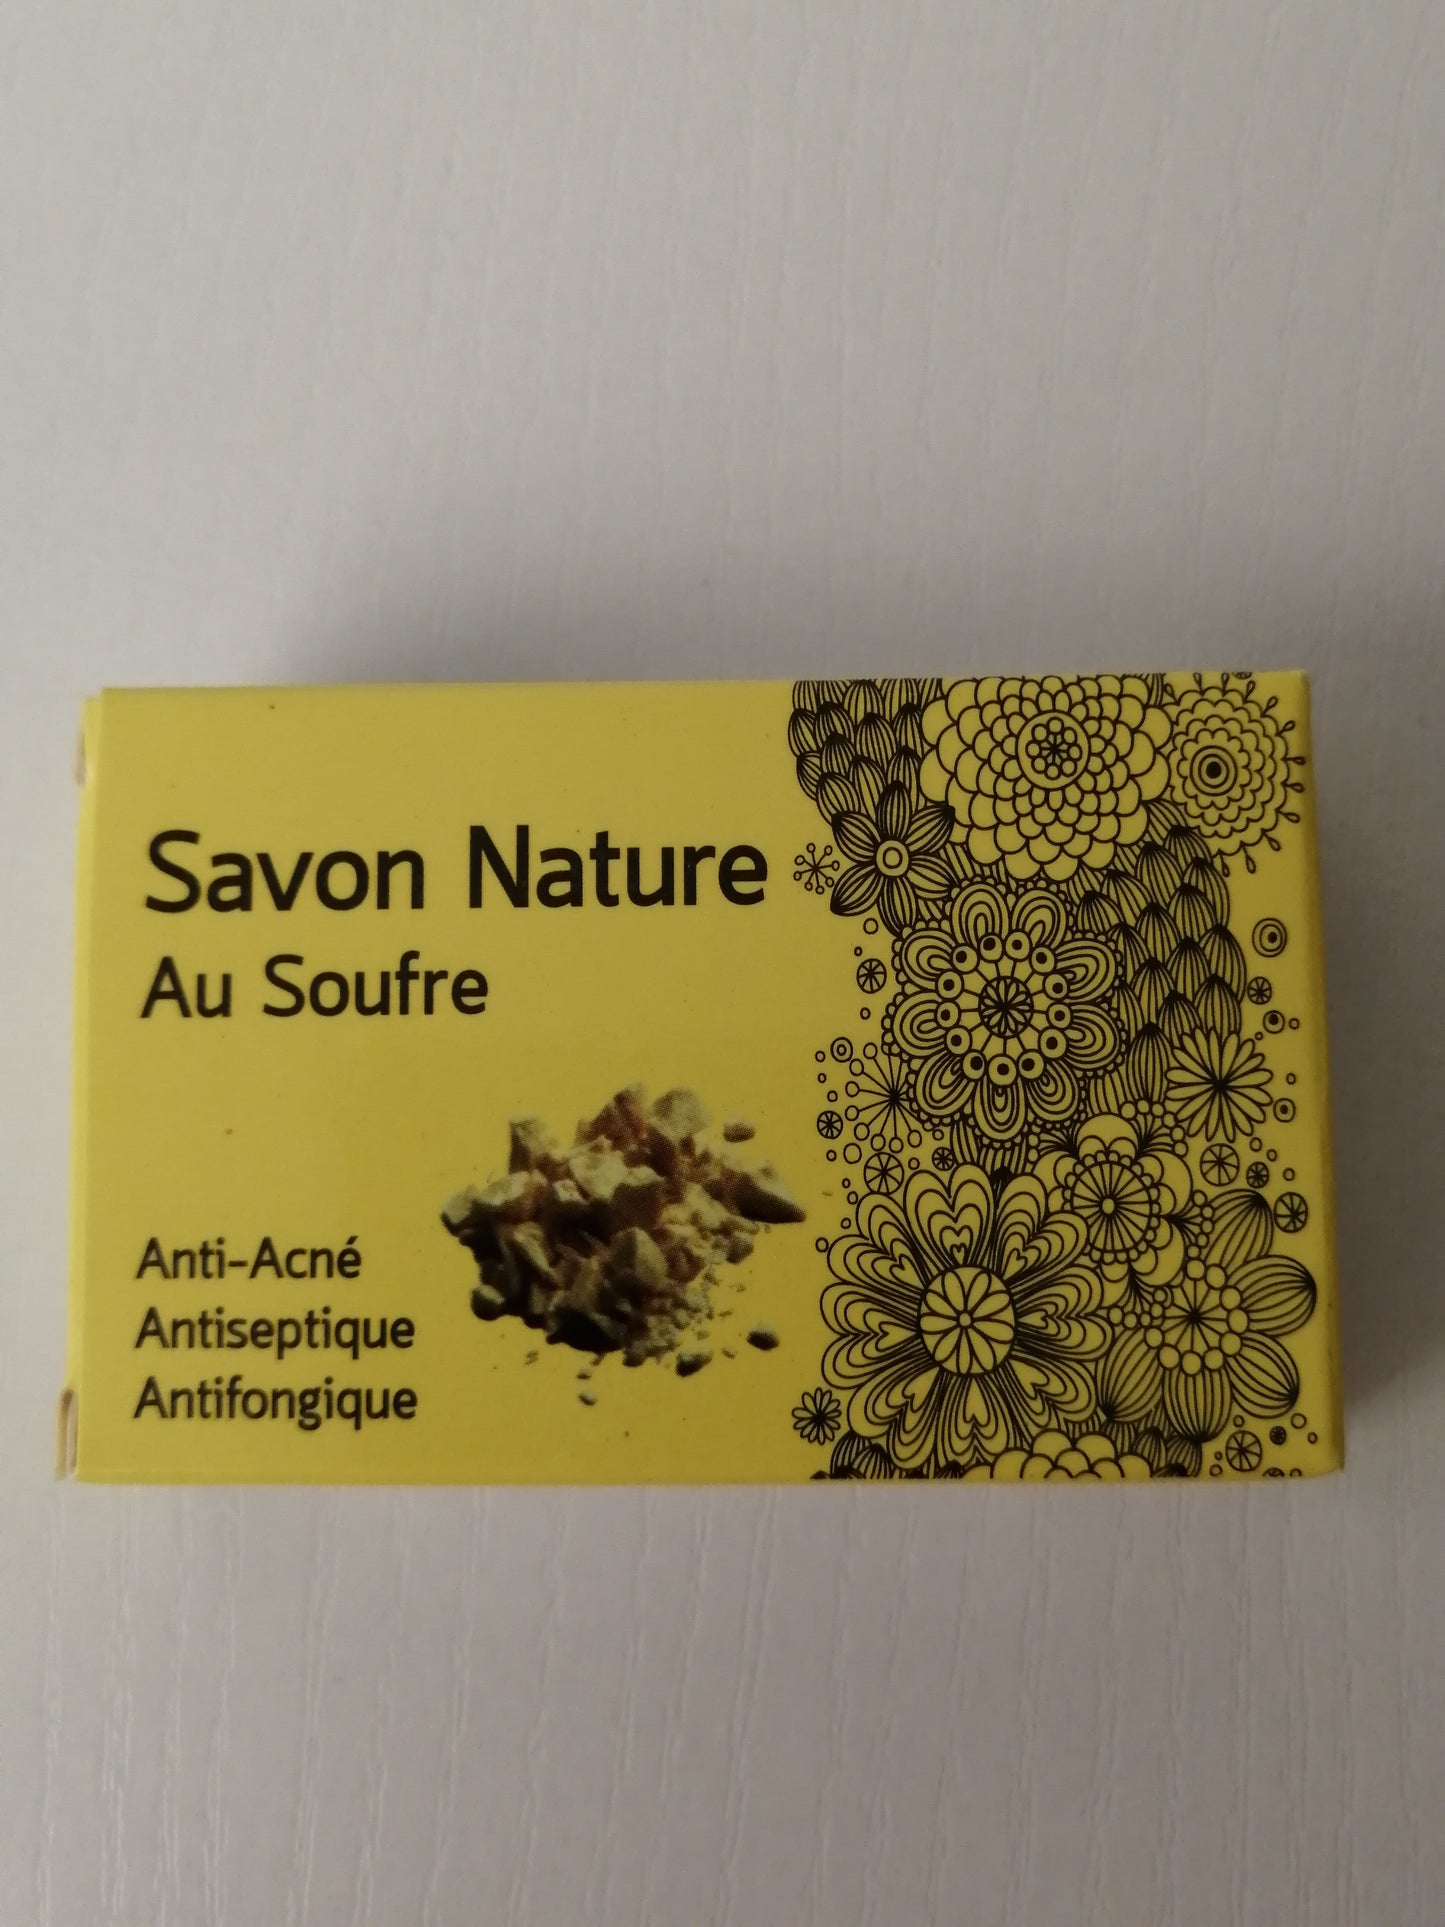 Savon Nature
Au Soufre
Anti-Acné
Antiseptique
Antifongique